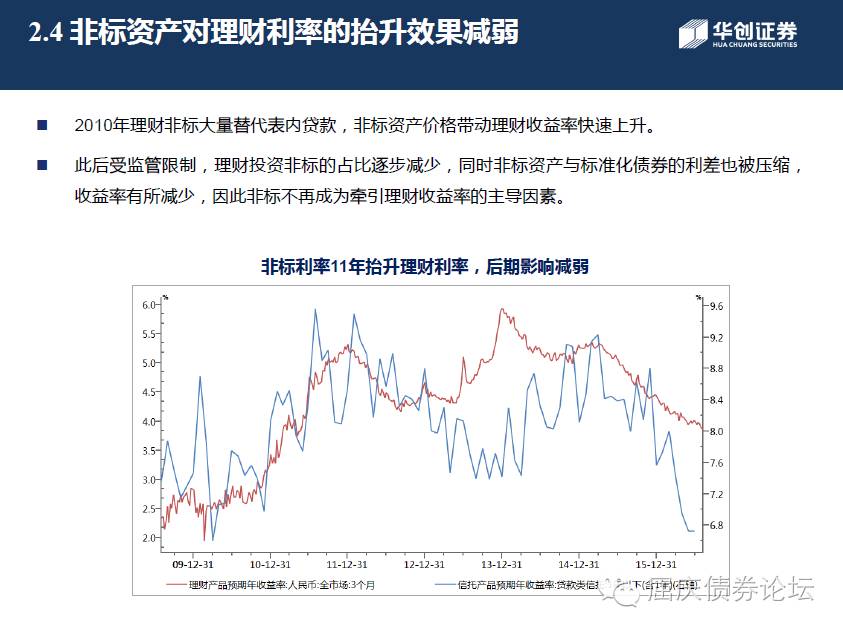 2.4 非标资产对理财利率的抬升效果减弱
华创证券
HUA CHUANG SECURITIES
2010年理财非标大量替代表内贷款，非标资产价格带动理财收益率快速上升。
此后受监管限制，理财投资非标的占比逐步减少，同时非标资产与标准化债券的利差也被压缩，
收益率有所减少，因此非标不再成为牵引理财收益率的主导因素。
非标利率11年抬升理财利率，后期影响减弱
% %
6.0 9.6
5.5 9.2
5.0 8.8
4.5 8.4
4.0 8.0
3.5 7.6
3.0 7.2
2.5 6.8
2.0
09-12-31 10-12-31 11-12-31 12-12-31 13-12-31 14-12-31 15-12-31
理财产品预期年收益率:人民币:全市场:3个月 信托产品预期年收益率:贷款类信托 下(含1年)(右轴)
屈庆债券论坛